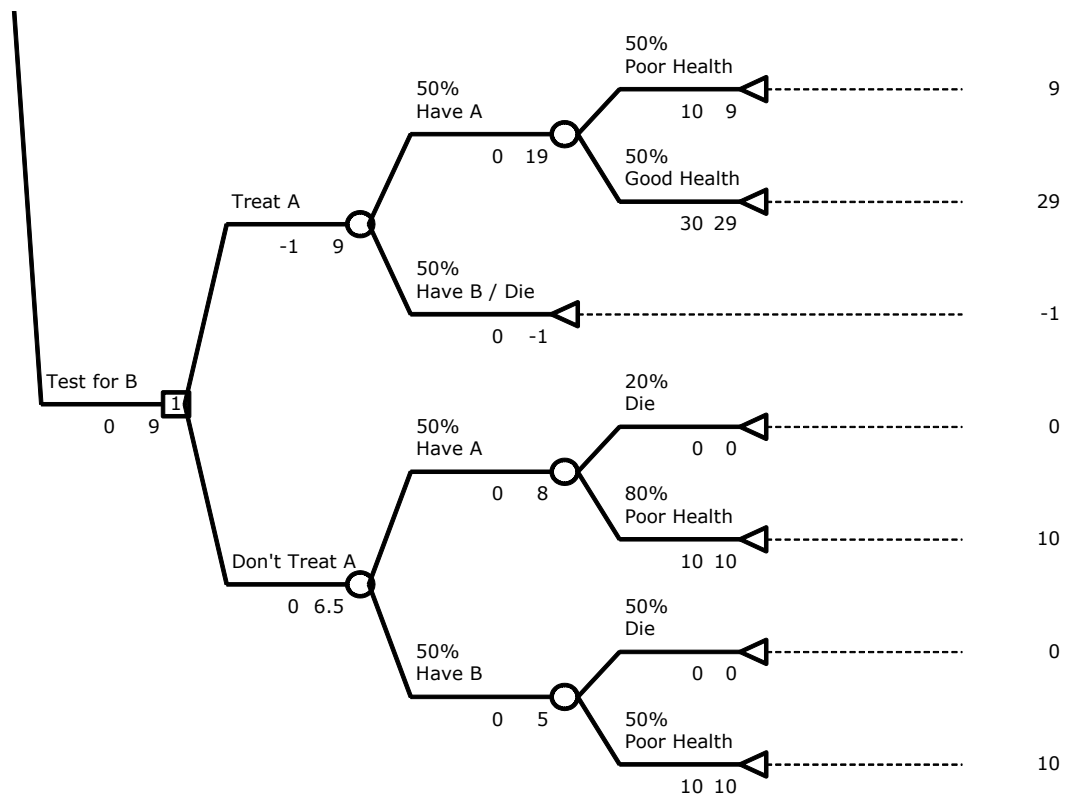 50%
Poor Health
10 9
9
50%
Have A
0 19
50%
Good Health
30 29
29
Treat A
-1 9
50%
Have B / Die
0 -1
-1
Test for B
0 9
1
20%
Die
0 0
0
50%
Have A
0 8
80%
Poor Health
10 10
10
Don't Treat A
0 6.5
50%
Die
0 0
0
50%
Have B
0 5
50%
Poor Health
10 10
10